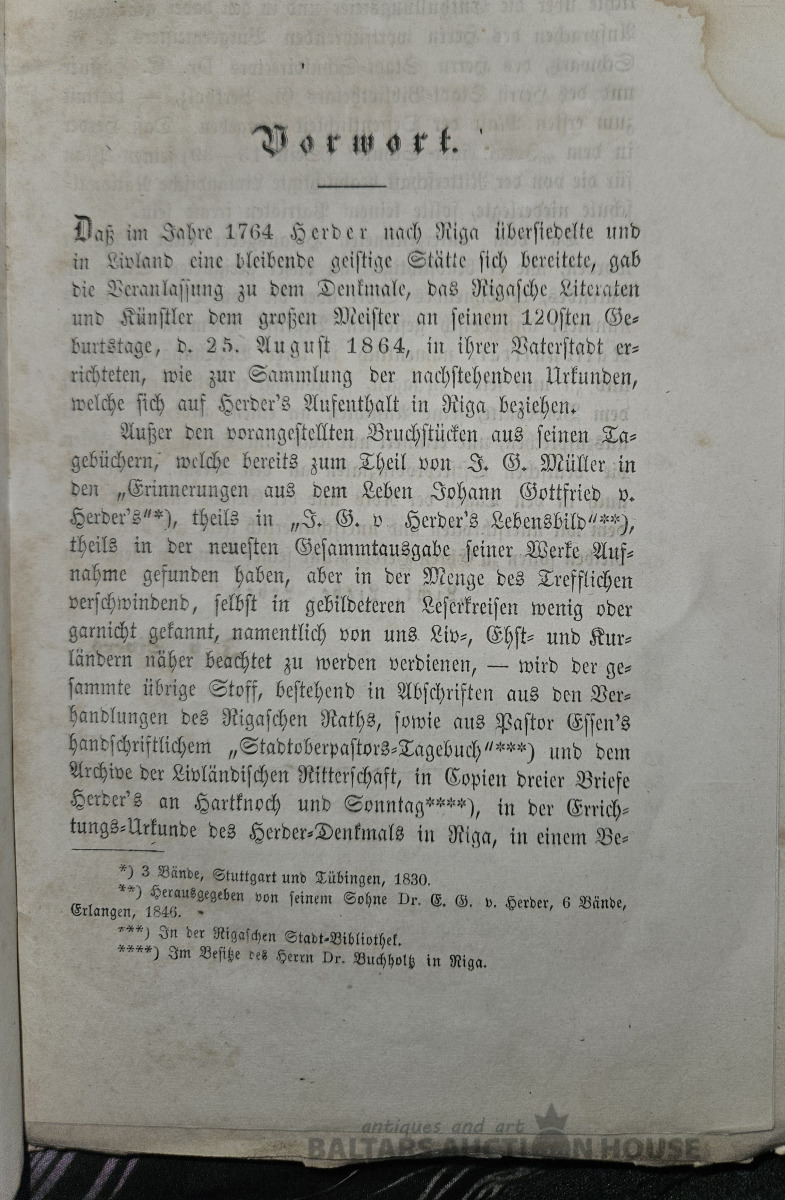 Vorwort.
Daß im Jahre 1764 Herder nach Riga übersiedelte und
in Livland eine bleibende geistige Stätte sich bereitete, gab
die Veranlassung zu dem Denkmale, das Rigasche Literaten
und Künstler dem großen Meister an seinem 120sten Ge-
burtstage, d. 25. August 1864, in ihrer Vaterstadt er-
richteten, wie zur Sammlung der nachstehenden Urkunden,
welche sich auf Herder's Aufenthalt in Riga beziehen.
Außer den vorangestellten Bruchstücken aus seinen Ta-
gebüchern, welche bereits zum Theil von J. G. Müller in
den „Erinnerungen aus dem Leben Johann Gottfried v.
Herder's"*), theils in „J. G. v Herder's Lebensbild"**),
theils in der neuesten Gesammtausgabe seiner Werke Auf-
nahme gefunden haben, aber in der Menge des Trefflichen
verschwindend, selbst in gebildeteren Leserkreisen wenig oder
garnicht gekannt, namentlich von uns Liv-, Ehst- und Kur-
ländern näher beachtet zu werden verdienen, — wird der ge-
sammte übrige Stoff, bestehend in Abschriften aus den Ver-
handlungen des Rigaschen Raths, sowie aus Pastor Essen's
handschriftlichem „Stadtoberpastors-Tagebuch"***) und dem
Archive der Livländischen Ritterschaft, in Copien dreier Briefe
Herder's an Hartknoch und Sonntag****), in der Errich-
tungs-Urkunde des Herder-Denkmals in Riga, in einem Be-
*) 3 Bände, Stuttgart und Tübingen, 1830.
**) Herausgegeben von seinem Sohne Dr. E. G. v. Herder, 6 Bände,
Erlangen, 1846.
***) In der Rigaschen Stadt-Bibliothek.
****) Im Besitze des Herrn Dr. Buchholtz in Riga.
antiques and art
BALTARS AUCTION HOUSE